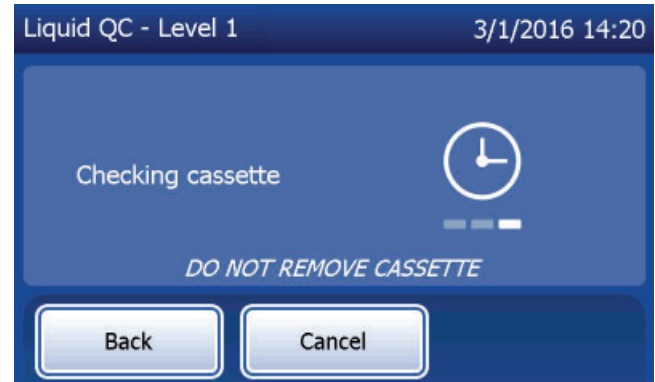 Liquid QC - Level 1 3/1/2016 14:20
Checking cassette
DO NOT REMOVE CASSETTE
Back Cancel